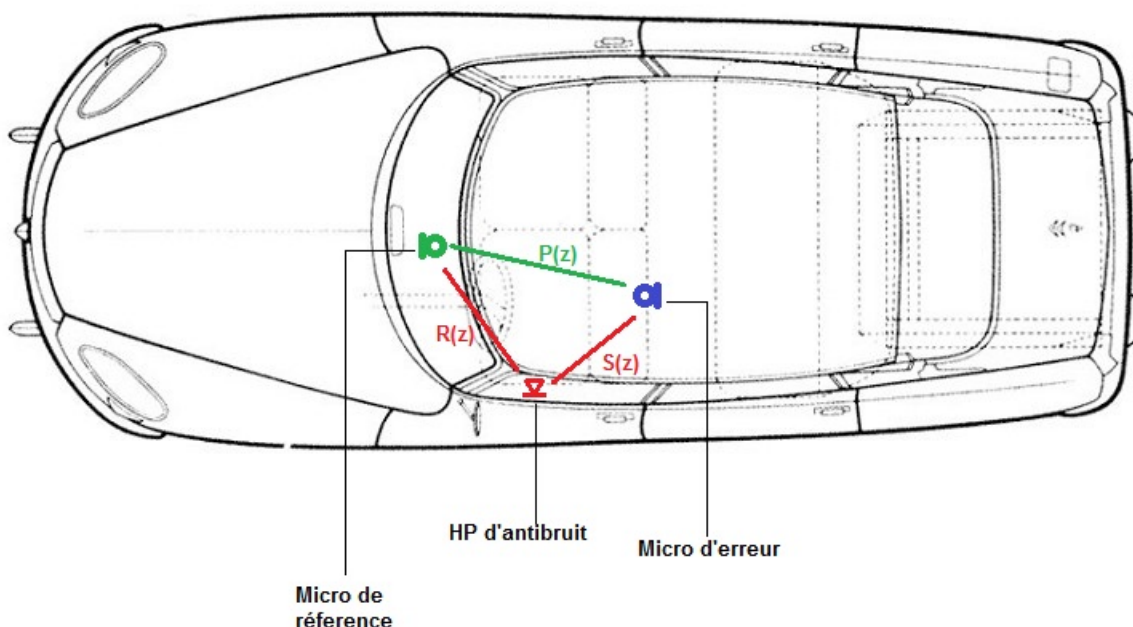 P(z)
R(z)
S(z)
HP d'antibruit
Micro d'erreur
Micro de
réference